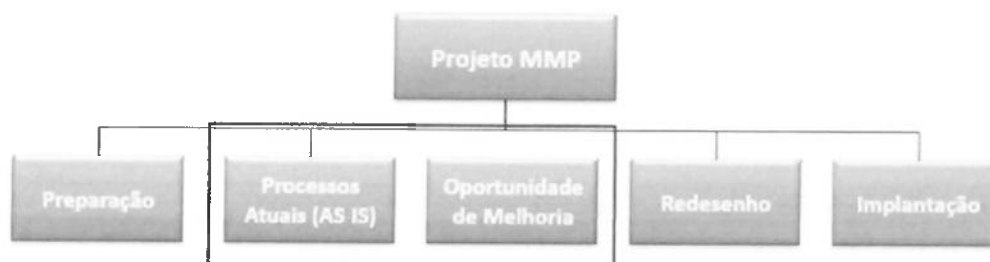 Projeto MMP
Preparação
Processos
Atuais (AS IS)
Oportunidade
de Melhoria
Redesenho
Implantação